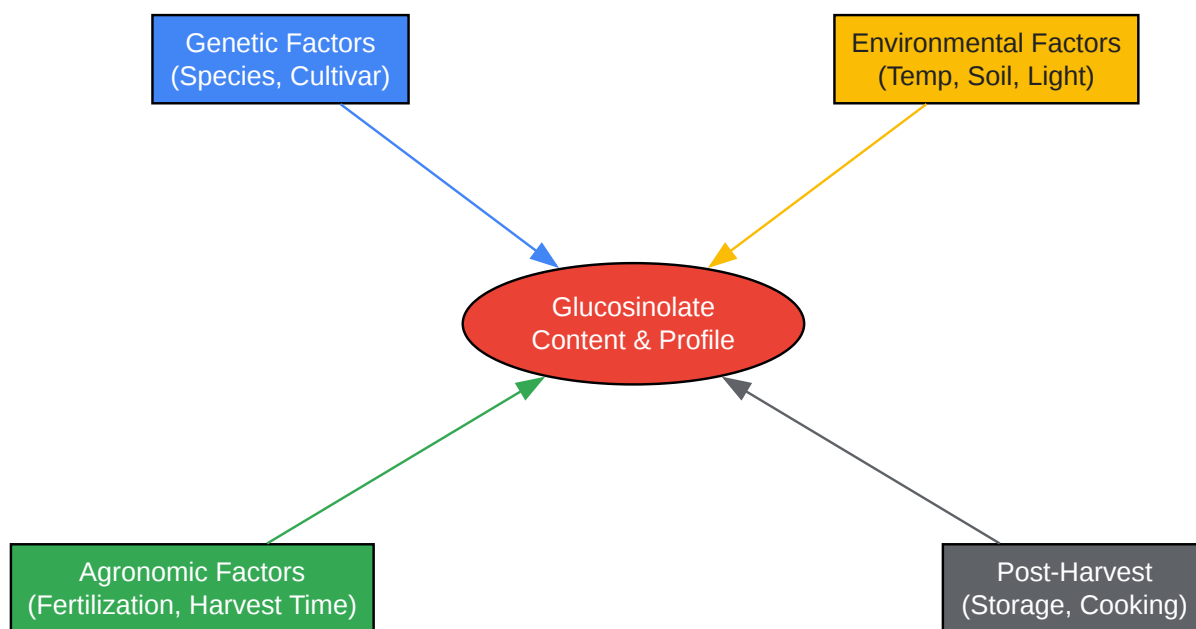 Genetic Factors
(Species, Cultivar)
Environmental Factors
(Temp, Soil, Light)
Glucosinolate
Content & Profile
Agronomic Factors
(Fertilization, Harvest Time)
Post-Harvest
(Storage, Cooking)